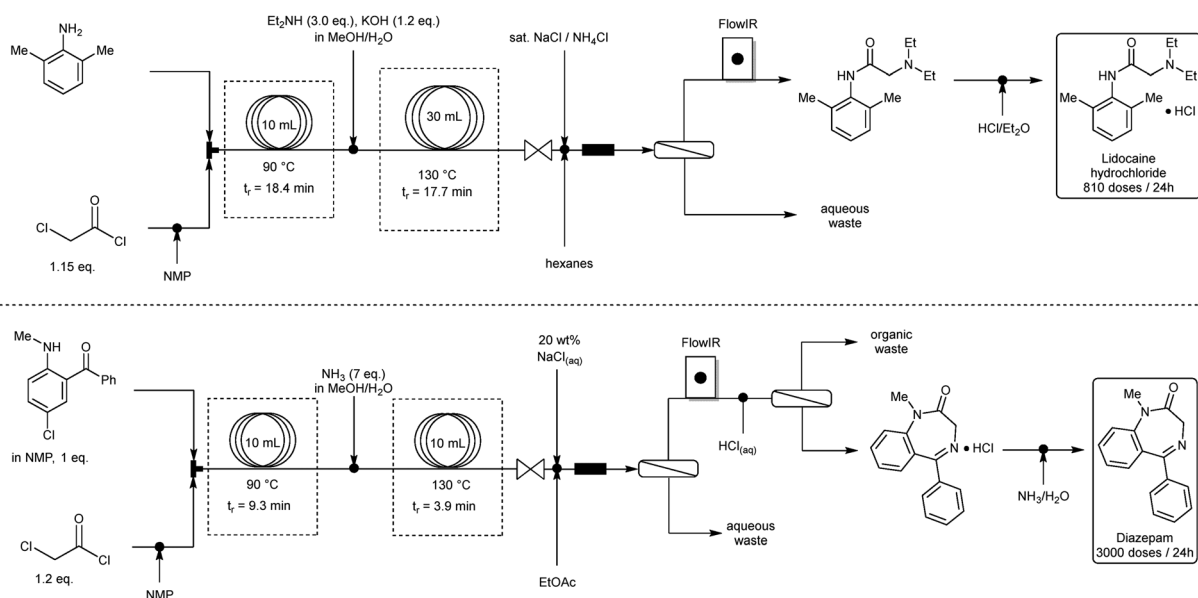 NH2
Me
Me
Et2NH (3.0 eq.), KOH (1.2 eq.)
in MeOH/H2O
sat. NaCl / NH4Cl
FlowIR
10 mL
30 mL
90 °C
tr = 18.4 min
130 °C
tr = 17.7 min
O
Cl
Cl
1.15 eq.
NMP
hexanes
aqueous
waste
O
Et
N
Et
HN
Me
Me
HCl/Et2O
O
Et
N
Et
HN
Me
Me
• HCl
Lidocaine
hydrochloride
810 doses / 24h
Me
NH
O
Ph
Cl
in NMP, 1 eq.
O
Cl
Cl
1.2 eq.
NMP
10 mL
90 °C
tr = 9.3 min
NH3 (7 eq.)
in MeOH/H2O
10 mL
130 °C
tr = 3.9 min
20 wt%
NaCl(aq)
EtOAc
FlowIR
aqueous
waste
HCl(aq)
organic
waste
Me
N
O
N • HCl
NH3/H2O
Me
N
O
N
Diazepam
3000 doses / 24h